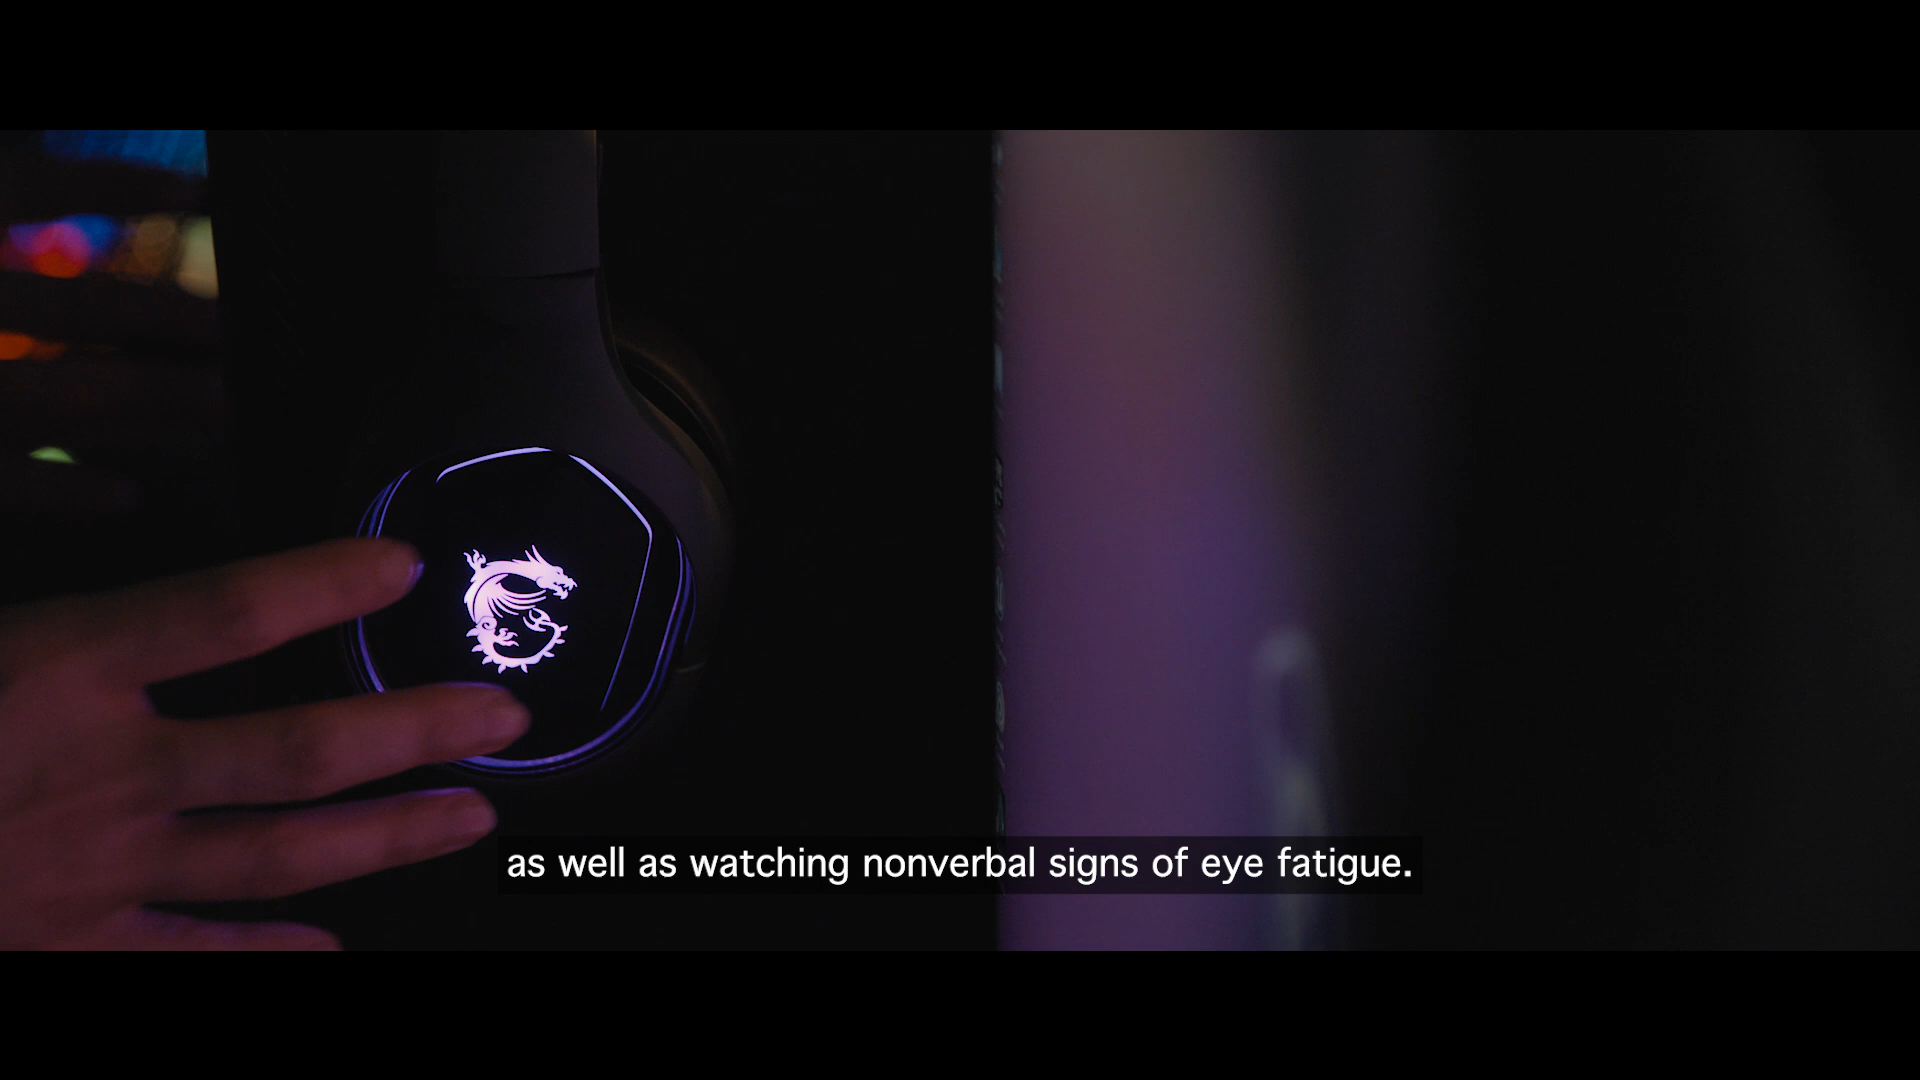 as well as watching nonverbal signs of eye fatigue.